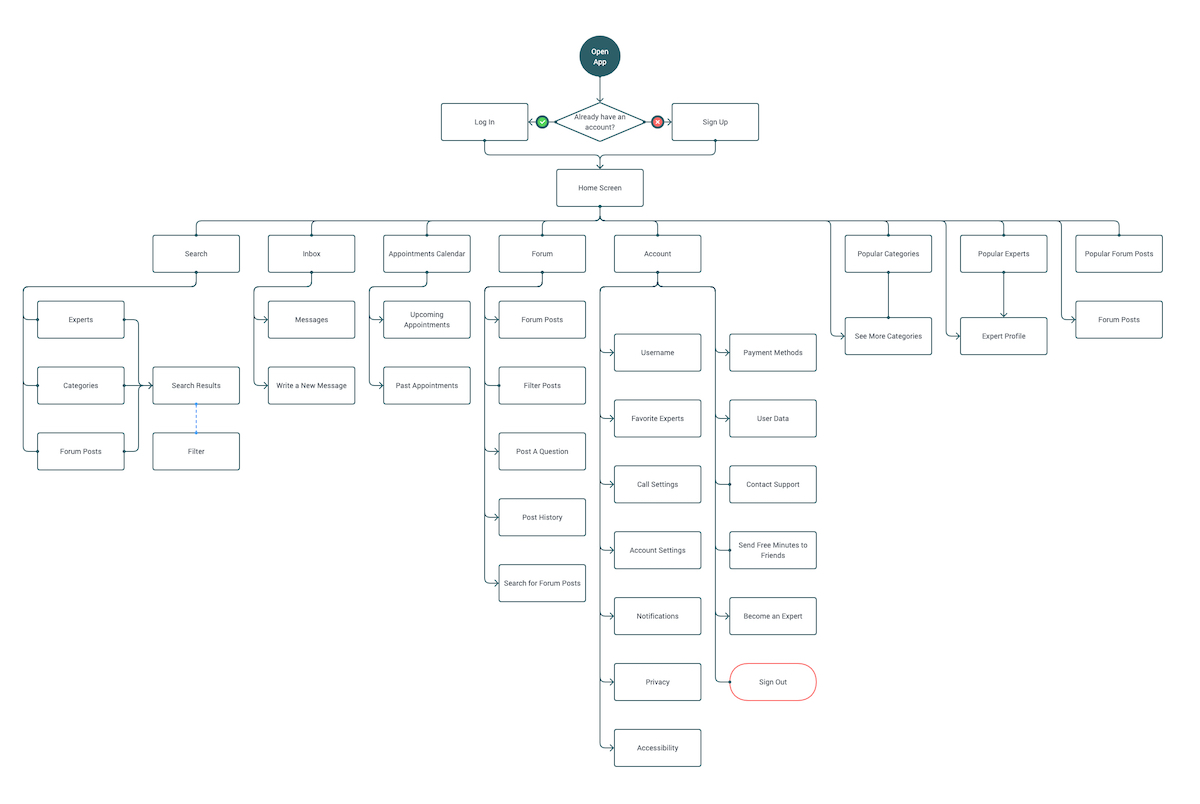 Open
App
Already have an
account?
Log In
Sign Up
Home Screen
Search
Inbox
Appointments Calendar
Forum
Account
Popular Categories
Popular Experts
Popular Forum Posts
Experts
Messages
Upcoming
Appointments
Forum Posts
Forum Posts
See More Categories
Expert Profile
Username
Payment Methods
Categories
Search Results
Write a New Message
Past Appointments
Filter Posts
Favorite Experts
User Data
Forum Posts
Filter
Post A Question
Call Settings
Contact Support
Post History
Account Settings
Send Free Minutes to
Friends
Search for Forum Posts
Notifications
Become an Expert
Privacy
Sign Out
Accessibility